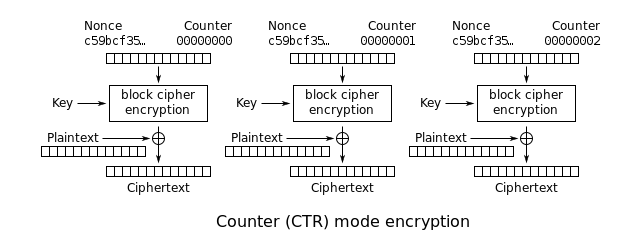 Nonce Counter Nonce Counter Nonce Counter
c59bcf35… 00000000 c59bcf35… 00000001 c59bcf35… 00000002
block cipher encryption block cipher encryption block cipher encryption
Key Key Key
Plaintext Plaintext Plaintext
Ciphertext Ciphertext Ciphertext
Counter (CTR) mode encryption